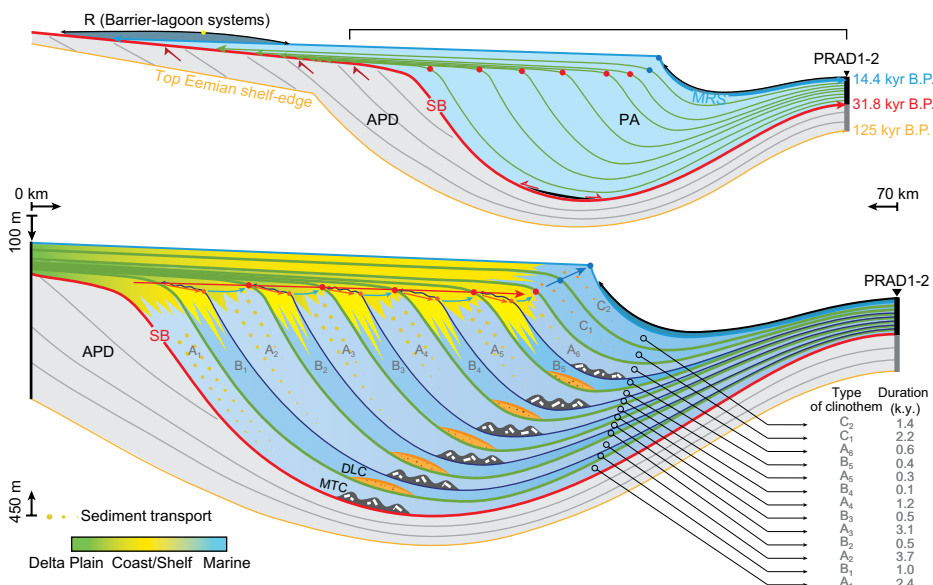 R (Barrier-lagoon systems)
PRAD1-2
14.4 kyr B.P.
Top Eemian shelf-edge
MRS
SB
31.8 kyr B.P.
APD
PA
125 kyr B.P.
0 km
70 km
100 m
PRAD1-2
C2
C1
SB
A1
A2
A3
A4
A5
A6
APD
B1
B2
B3
B4
B5
Type of clinothem
Duration (k.y.)
C2 1.4
C1 2.2
A6 0.6
B5 0.4
A5 0.3
B4 0.1
A4 1.2
B3 0.5
A3 3.1
B2 0.5
A2 3.7
B1 1.0
A1 2.4
DLC
MTC
450 m
Sediment transport
Delta Plain Coast/Shelf Marine